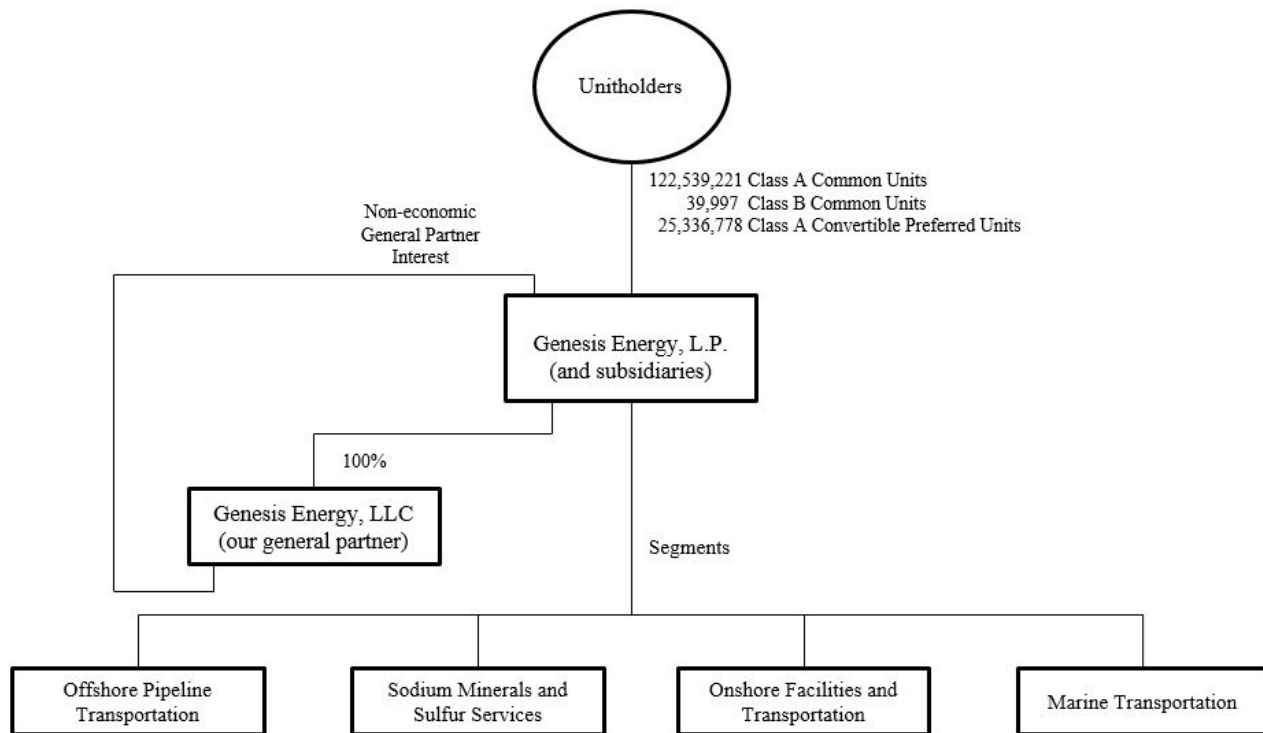 Unitholders
122,539,221 Class A Common Units
39,997 Class B Common Units
25,336,778 Class A Convertible Preferred Units
Non-economic
General Partner
Interest
Genesis Energy, L.P.
(and subsidiaries)
100%
Genesis Energy, LLC
(our general partner)
Segments
Offshore Pipeline
Transportation
Sodium Minerals and
Sulfur Services
Onshore Facilities and
Transportation
Marine Transportation